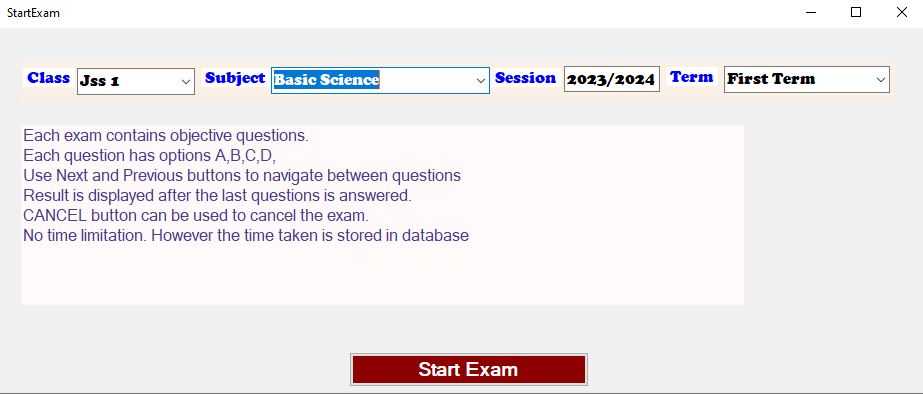 StartExam
Class Jss 1 Subject Basic Science Session 2023/2024 Term First Term
Each exam contains objective questions.
Each question has options A,B,C,D,
Use Next and Previous buttons to navigate between questions
Result is displayed after the last questions is answered.
CANCEL button can be used to cancel the exam.
No time limitation. However the time taken is stored in database
Start Exam